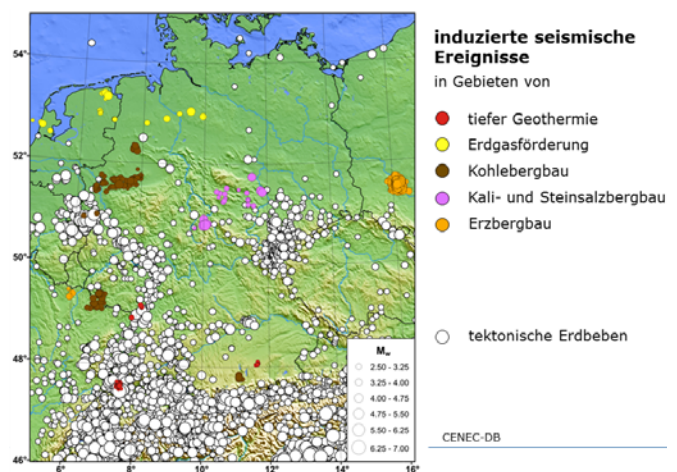 54°
52°
50°
48°
46°
6°
8°
10°
12°
14°
16°
Mw
2.50 - 3.25
3.25 - 4.00
4.00 - 4.75
4.75 - 5.50
5.50 - 6.25
6.25 - 7.00
induzierte seismische
Ereignisse
in Gebieten von
tiefer Geothermie
Erdgasförderung
Kohlebergbau
Kali- und Steinsalzbergbau
Erzbergbau
tektonische Erdbeben
CENEC-DB